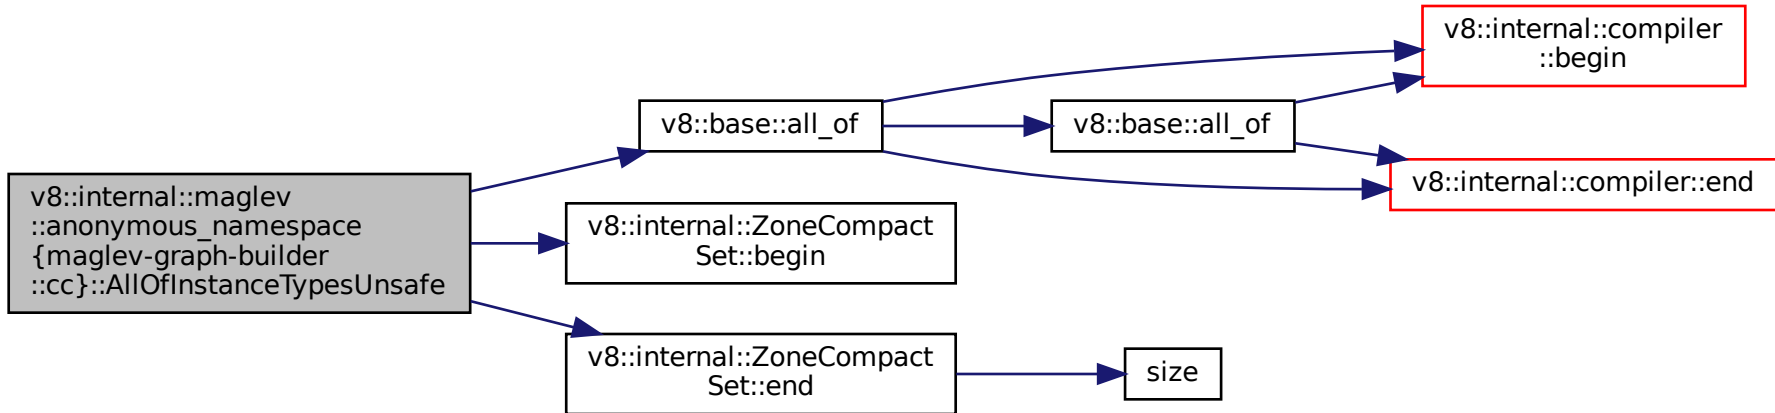 v8::internal::maglev
::anonymous_namespace
{maglev-graph-builder
::cc}::AllOfInstanceTypesUnsafe
v8::base::all_of
v8::internal::compiler
::begin
v8::base::all_of
v8::internal::compiler::end
v8::internal::ZoneCompact
Set::begin
v8::internal::ZoneCompact
Set::end
size